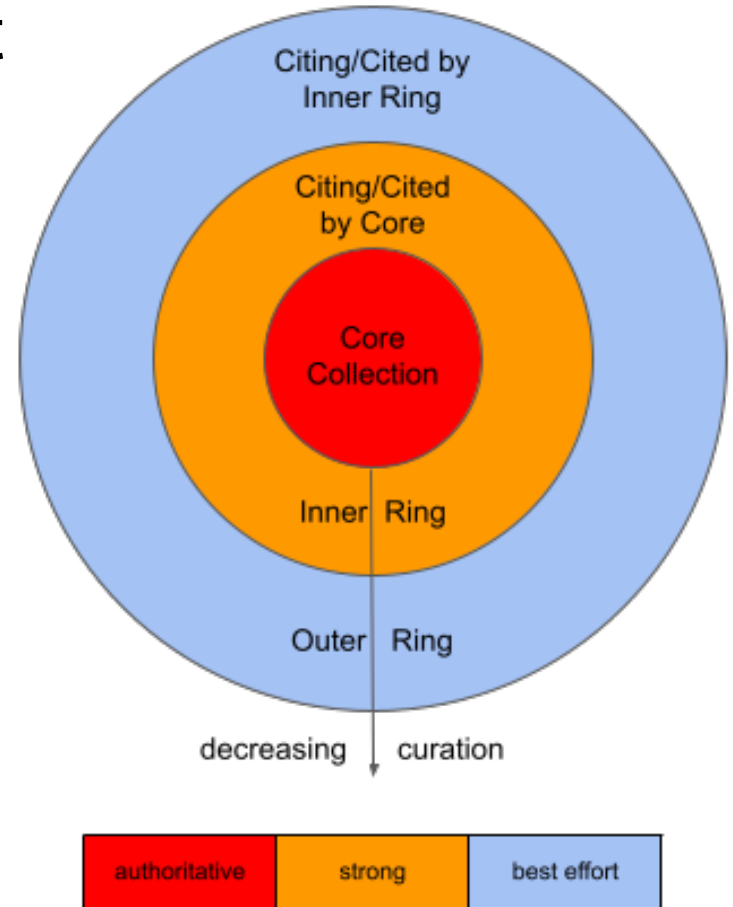 Citing/Cited by
Inner Ring
Citing/Cited
by Core
Core
Collection
Inner Ring
Outer Ring
decreasing curation
authoritative strong best effort